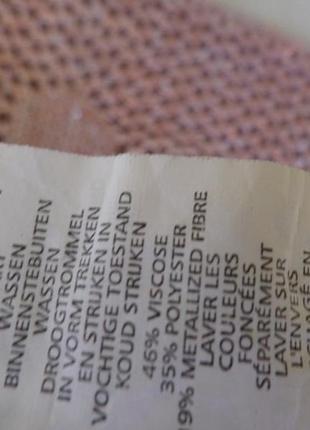 WASSEN
BINNENSTEBUITEN
WASSEN
DROOGTROMMEL
IN VORM TREKKEN
EN STRIJKEN IN
VOCHTIGE TOESTAND
KOUD STRIJKEN
46% VISCOSE
35% POLYESTER
19% METALLIZED FIBRE
LAVER LES
COULEURS
FONCÉES
SÉPARÉMENT
LAVER SUR
L'ENVERS